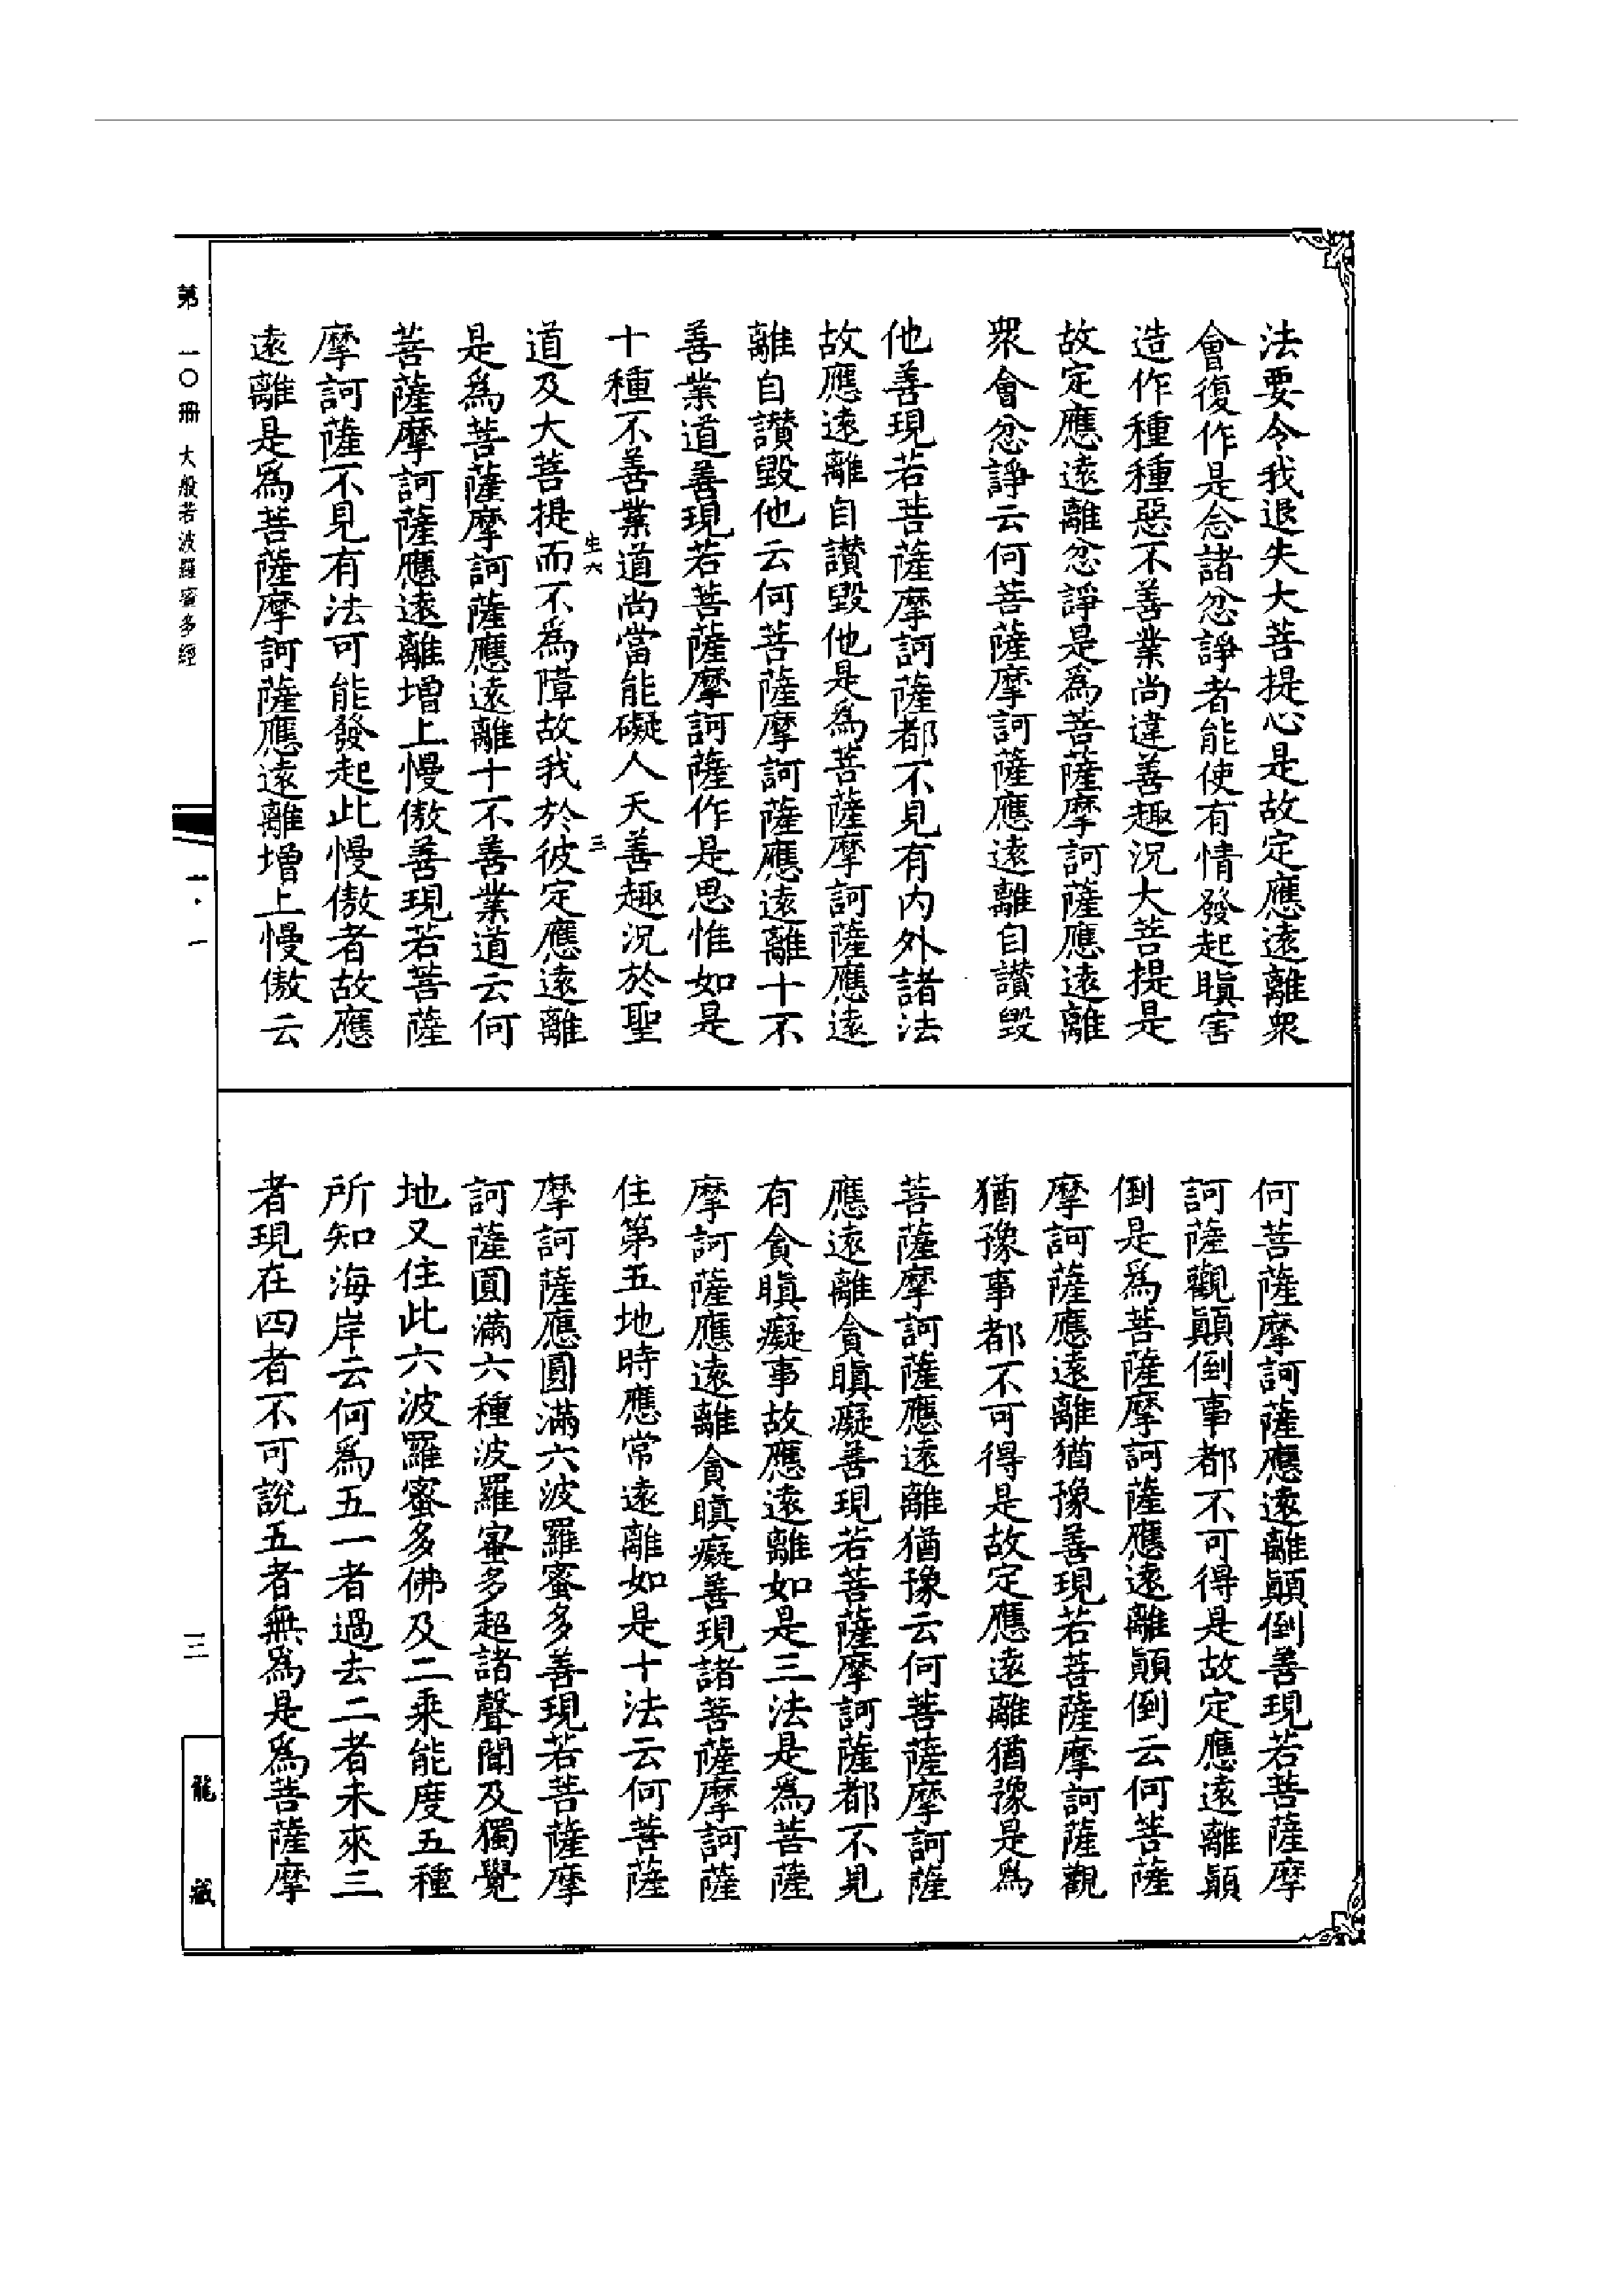 法要令我退失大菩提心是故定應遠離衆
會復作是念諸忿諍者能使有情發起瞋害
造作種種惡不善業尚違善趣況大菩提是
故定應遠離忿諍是爲菩薩摩訶薩應遠離
衆會忿諍云何菩薩摩訶薩應遠離自讃毀
他善現若菩薩摩訶薩都不見有内外諸法
故應遠離自讃毀他是爲菩薩摩訶薩應遠
離自讃毀他云何菩薩摩訶薩應遠離十不
善業道善現若菩薩摩訶薩作是思惟如是
十種不善業道尚當能礙人天善趣況於聖
生六 三
道及大菩提而不爲障故我於彼定應遠離
是爲菩薩摩訶薩應遠離十不善業道云何
菩薩摩訶薩應遠離增上慢傲善現若菩薩
摩訶薩不見有法可能發起此慢傲者故應
遠離是爲菩薩摩訶薩應遠離增上慢傲云
何菩薩摩訶薩應遠離顛倒善現若菩薩摩
訶薩觀顛倒事都不可得是故定應遠離顛
倒是爲菩薩摩訶薩應遠離顛倒云何菩薩
摩訶薩應遠離猶豫善現若菩薩摩訶薩觀
猶豫事都不可得是故定應遠離猶豫是爲
菩薩摩訶薩應遠離猶豫云何菩薩摩訶薩
應遠離貪瞋癡善現若菩薩摩訶薩都不見
有貪瞋癡事故應遠離如是三法是爲菩薩
摩訶薩應遠離貪瞋癡善現諸菩薩摩訶薩
住第五地時應常遠離如是十法云何菩薩
摩訶薩應圓滿六波羅蜜多善現若菩薩摩
訶薩圓滿六種波羅蜜多超諸聲聞及獨覺
地又住此六波羅蜜多佛及二乘能度五種
所知海岸云何爲五一者過去二者未來三
者現在四者不可說五者無爲是爲菩薩摩
第一〇冊 大般若波羅蜜多經
一·一
三
龍藏